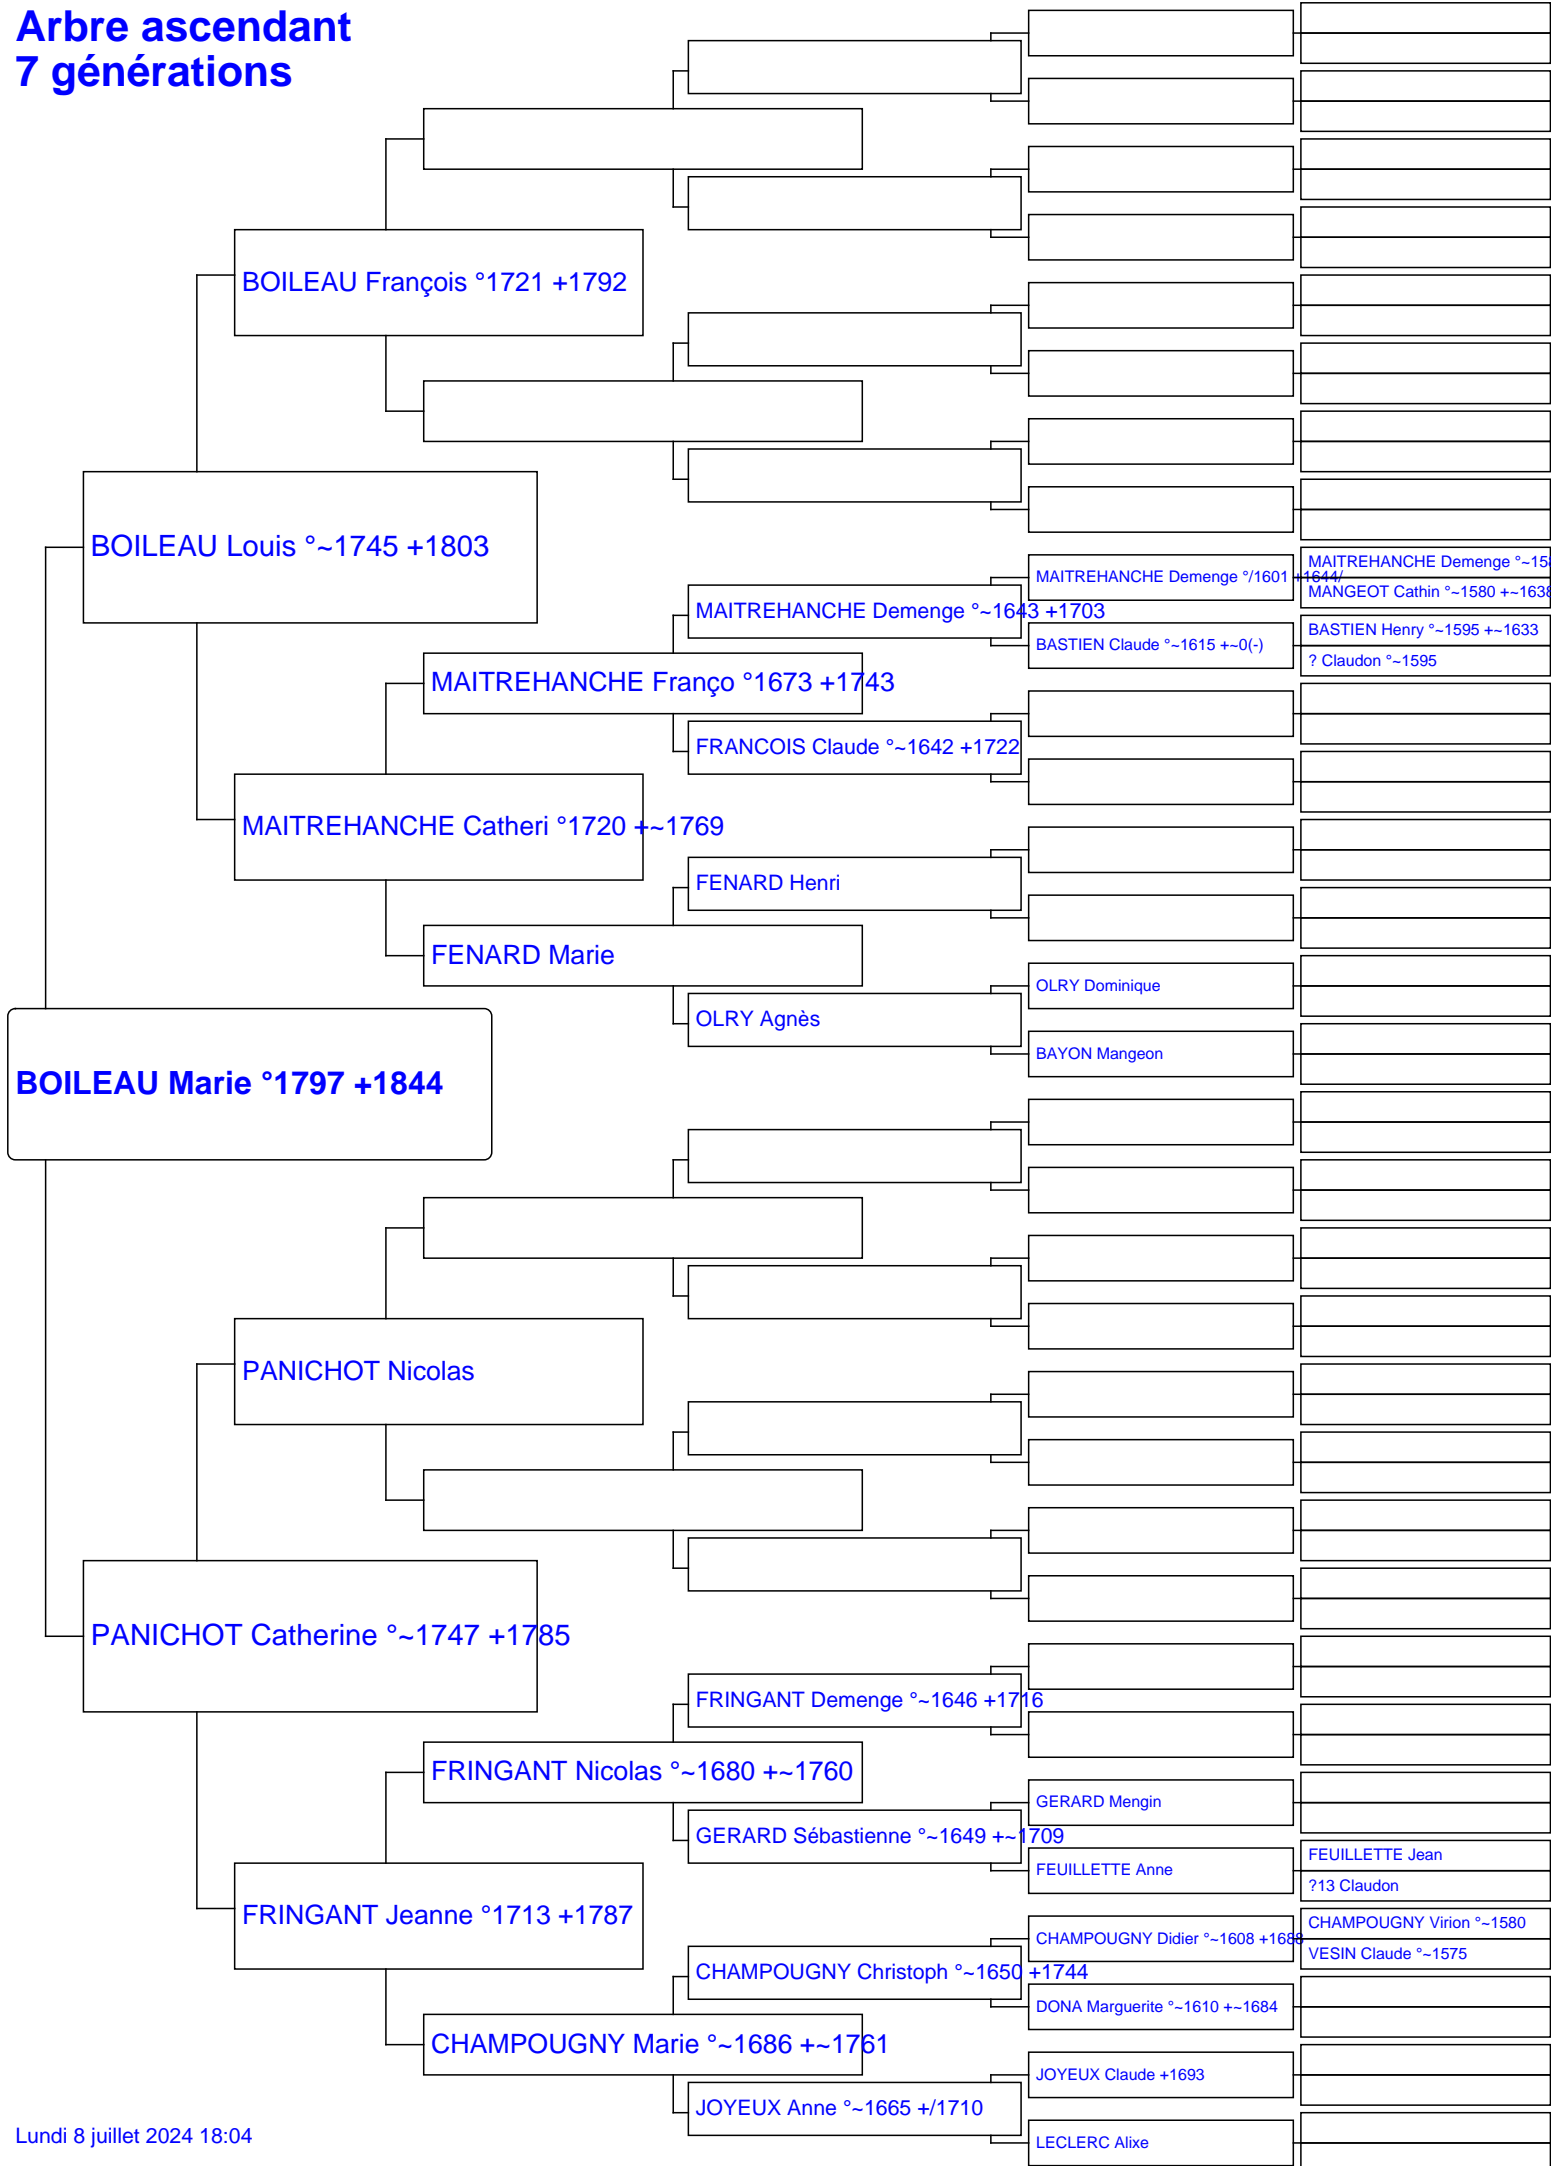 Arbre ascendant
7 générations
BOILEAU François °1721 +1792
BOILEAU Louis °~1745 +1803
MAITREHANCHE Demenge °~158
MAITREHANCHE Demenge °/1601 +1644/
MANGEOT Cathin °~1580 +~1638
MAITREHANCHE Demenge °~1643 +1703
BASTIEN Henry °~1595 +~1633
BASTIEN Claude °~1615 +~0(-)
? Claudon °~1595
MAITREHANCHE Franço °1673 +1743
FRANCOIS Claude °~1642 +1722
MAITREHANCHE Catheri °1720 +~1769
FENARD Henri
FENARD Marie
OLRY Dominique
OLRY Agnès
BAYON Mangeon
BOILEAU Marie °1797 +1844
PANICHOT Nicolas
PANICHOT Catherine °~1747 +1785
FRINGANT Demenge °~1646 +1716
FRINGANT Nicolas °~1680 +~1760
GERARD Mengin
GERARD Sébastienne °~1649 +~1709
FEUILLETTE Jean
FEUILLETTE Anne
?13 Claudon
FRINGANT Jeanne °1713 +1787
CHAMPOUGNY Virion °~1580
CHAMPOUGNY Didier °~1608 +1688
VESIN Claude °~1575
CHAMPOUGNY Christoph °~1650 +1744
DONA Marguerite °~1610 +~1684
CHAMPOUGNY Marie °~1686 +~1761
JOYEUX Claude +1693
JOYEUX Anne °~1665 +/1710
LECLERC Alixe
Lundi 8 juillet 2024 18:04